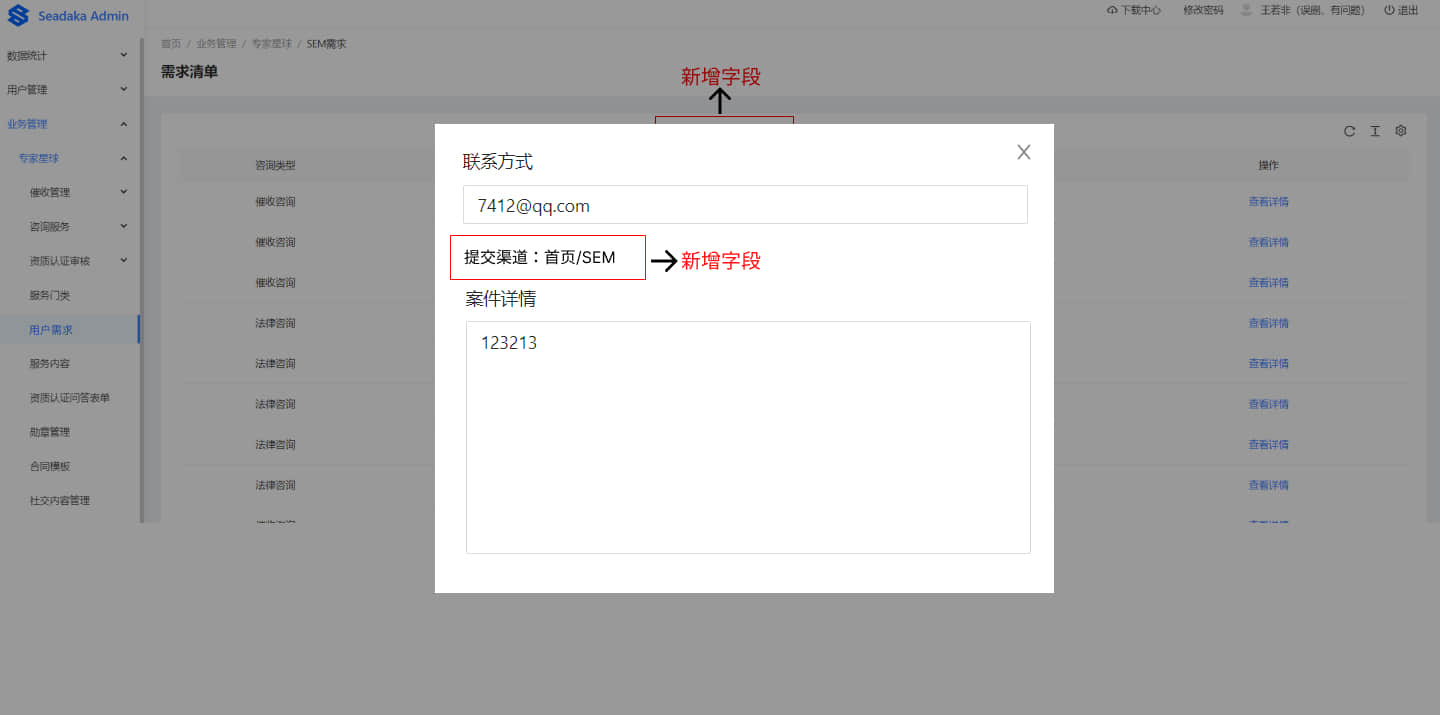 Seadaka Admin
下载中心
修改密码
王若非（误删、有问题）
退出
首页 / 业务管理 / 专家星球 / SEM需求
需求清单
新增字段
数据统计
用户管理
业务管理
专家星球
催收管理
咨询服务
资质认证审核
服务门类
用户需求
服务内容
资质认证问答表单
勋章管理
合同模板
社交内容管理
咨询类型
操作
催收咨询
查看详情
催收咨询
查看详情
催收咨询
查看详情
法律咨询
查看详情
法律咨询
查看详情
法律咨询
查看详情
法律咨询
查看详情
法律咨询
查看详情
联系方式
7412@qq.com
提交渠道：首页/SEM
新增字段
案件详情
123213